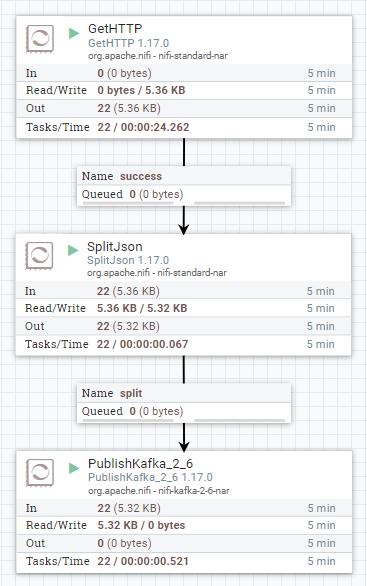 GetHTTP
GetHTTP 1.17.0
org.apache.nifi - nifi-standard-nar
In 0 (0 bytes) 5 min
Read/Write 0 bytes / 5.36 KB 5 min
Out 22 (5.36 KB) 5 min
Tasks/Time 22 / 00:00:24.262 5 min
Name success
Queued 0 (0 bytes)
SplitJson
SplitJson 1.17.0
org.apache.nifi - nifi-standard-nar
In 22 (5.36 KB) 5 min
Read/Write 5.36 KB / 5.32 KB 5 min
Out 22 (5.32 KB) 5 min
Tasks/Time 22 / 00:00:00.067 5 min
Name split
Queued 0 (0 bytes)
PublishKafka_2_6
PublishKafka_2_6 1.17.0
org.apache.nifi - nifi-kafka-2-6-nar
In 22 (5.32 KB) 5 min
Read/Write 5.32 KB / 0 bytes 5 min
Out 0 (0 bytes) 5 min
Tasks/Time 22 / 00:00:00.521 5 min